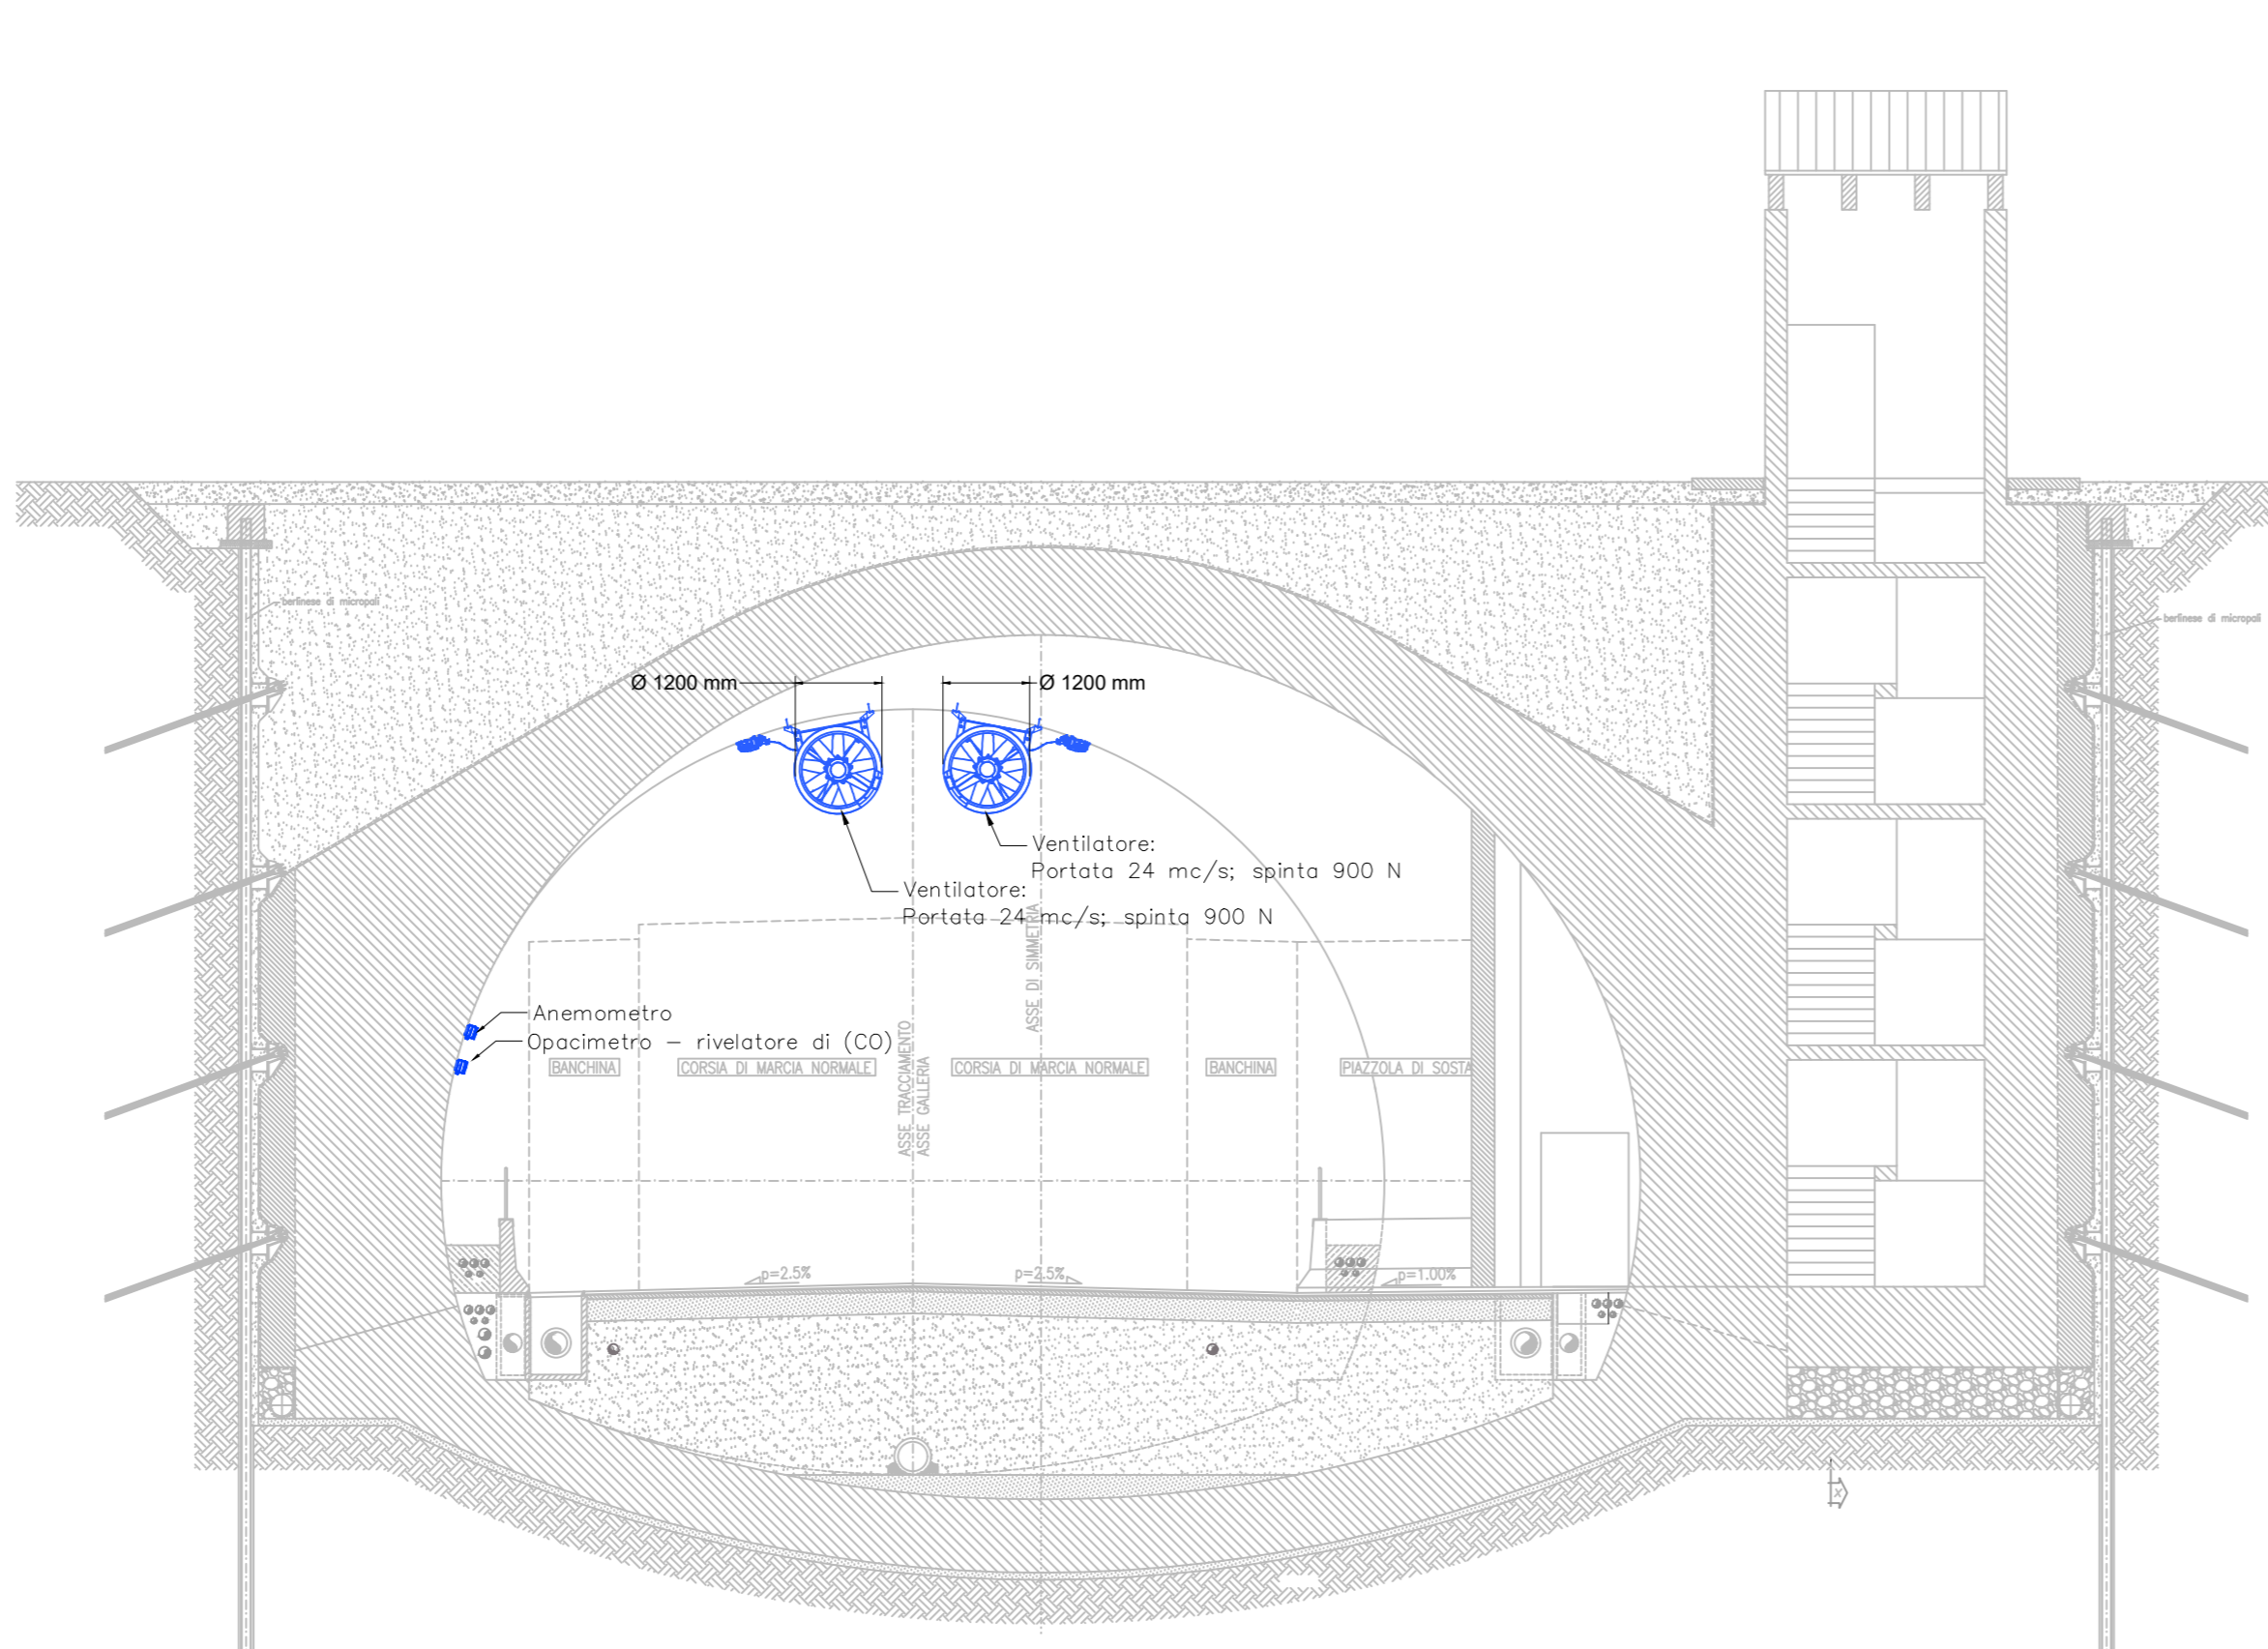 berlinese di micropali
berlinese di micropali
Ø 1200 mm
Ø 1200 mm
Ventilatore:
Portata 24 mc/s; spinta 900 N
Ventilatore:
Portata 24 mc/s; spinta 900 N
ASSE DI SIMMETRIA
Anemometro
Opacimetro – rivelatore di (CO)
ASSE TRACCIAMENTO
ASSE GALLERIA
BANCHINA
CORSIA DI MARCIA NORMALE
CORSIA DI MARCIA NORMALE
BANCHINA
PIAZZOLA DI SOSTA
p=2.5%
p=2.5%
p=1.00%
x